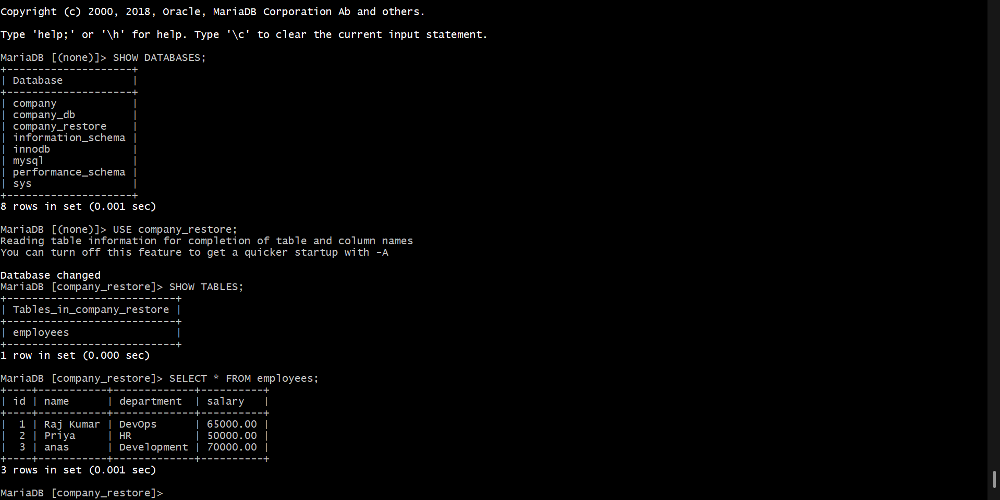 Copyright (c) 2000, 2018, Oracle, MariaDB Corporation Ab and others.

Type 'help;' or '\h' for help. Type '\c' to clear the current input statement.

MariaDB [(none)]> SHOW DATABASES;
+--------------------+
| Database           |
+--------------------+
| company            |
| company_db         |
| company_restore    |
| information_schema |
| innodb             |
| mysql              |
| performance_schema |
| sys                |
+--------------------+
8 rows in set (0.001 sec)

MariaDB [(none)]> USE company_restore;
Reading table information for completion of table and column names
You can turn off this feature to get a quicker startup with -A

Database changed
MariaDB [company_restore]> SHOW TABLES;
+---------------------------+
| Tables_in_company_restore |
+---------------------------+
| employees                 |
+---------------------------+
1 row in set (0.000 sec)

MariaDB [company_restore]> SELECT * FROM employees;
+----+-----------+-------------+----------+
| id | name      | department  | salary   |
+----+-----------+-------------+----------+
|  1 | Raj Kumar | DevOps      | 65000.00 |
|  2 | Priya     | HR          | 50000.00 |
|  3 | anas      | Development | 70000.00 |
+----+-----------+-------------+----------+
3 rows in set (0.001 sec)

MariaDB [company_restore]>